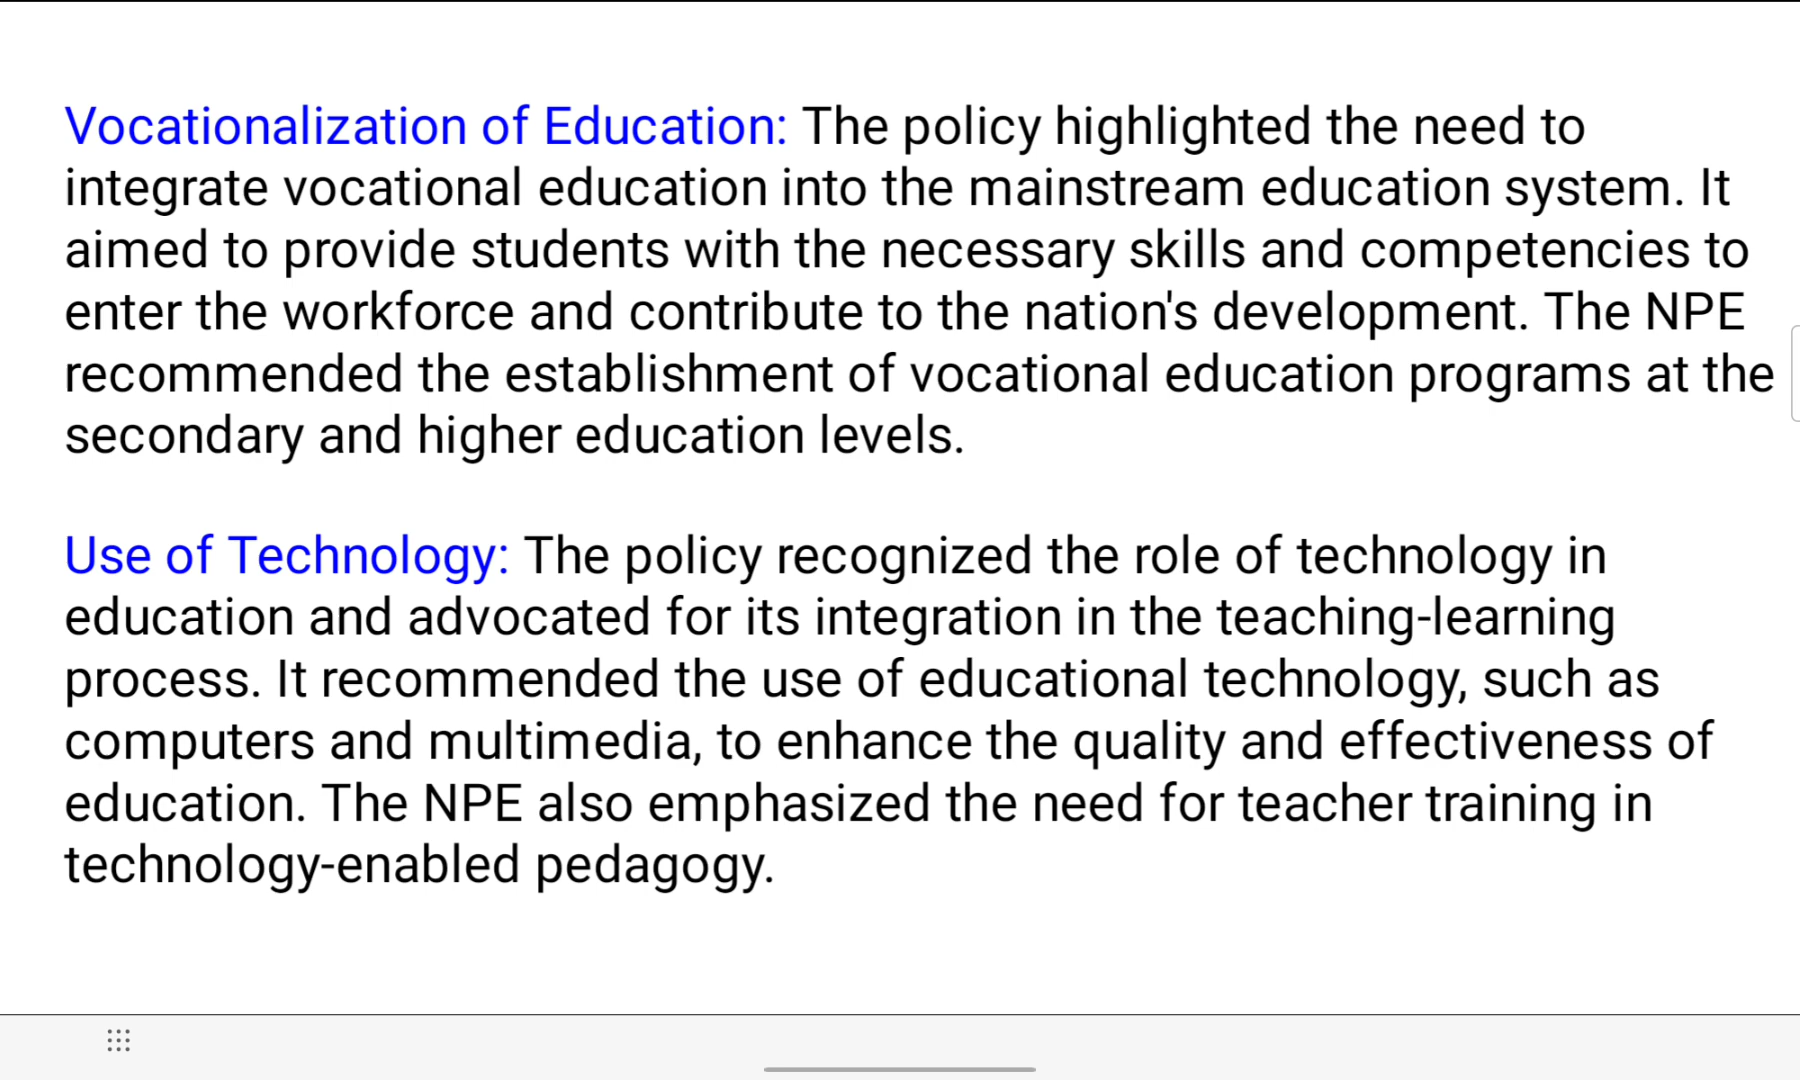 Vocationalization of Education: The policy highlighted the need to
integrate vocational education into the mainstream education system. It
aimed to provide students with the necessary skills and competencies to
enter the workforce and contribute to the nation's development. The NPE
recommended the establishment of vocational education programs at the
secondary and higher education levels.
Use of Technology: The policy recognized the role of technology in
education and advocated for its integration in the teaching-learning
process. It recommended the use of educational technology, such as
computers and multimedia, to enhance the quality and effectiveness of
education. The NPE also emphasized the need for teacher training in
technology-enabled pedagogy.